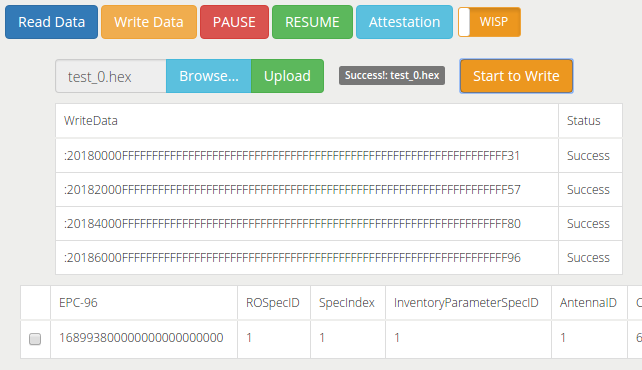 Read Data Write Data PAUSE RESUME Attestation WISP
test_0.hex Browse... Upload Success!: test_0.hex Start to Write
WriteData Status
:20180000FFFFFFFFFFFFFFFFFFFFFFFFFFFFFFFFFFFFFFFFFFFFFFFFFFFFFFFFFFFFFFFF31 Success
:20182000FFFFFFFFFFFFFFFFFFFFFFFFFFFFFFFFFFFFFFFFFFFFFFFFFFFFFFFFFFFFFFFF57 Success
:20184000FFFFFFFFFFFFFFFFFFFFFFFFFFFFFFFFFFFFFFFFFFFFFFFFFFFFFFFFFFFFFFFF80 Success
:20186000FFFFFFFFFFFFFFFFFFFFFFFFFFFFFFFFFFFFFFFFFFFFFFFFFFFFFFFFFFFFFFFF96 Success
EPC-96 ROSpecID SpecIndex InventoryParameterSpecID AntennaID
168993800000000000000000 1 1 1 1